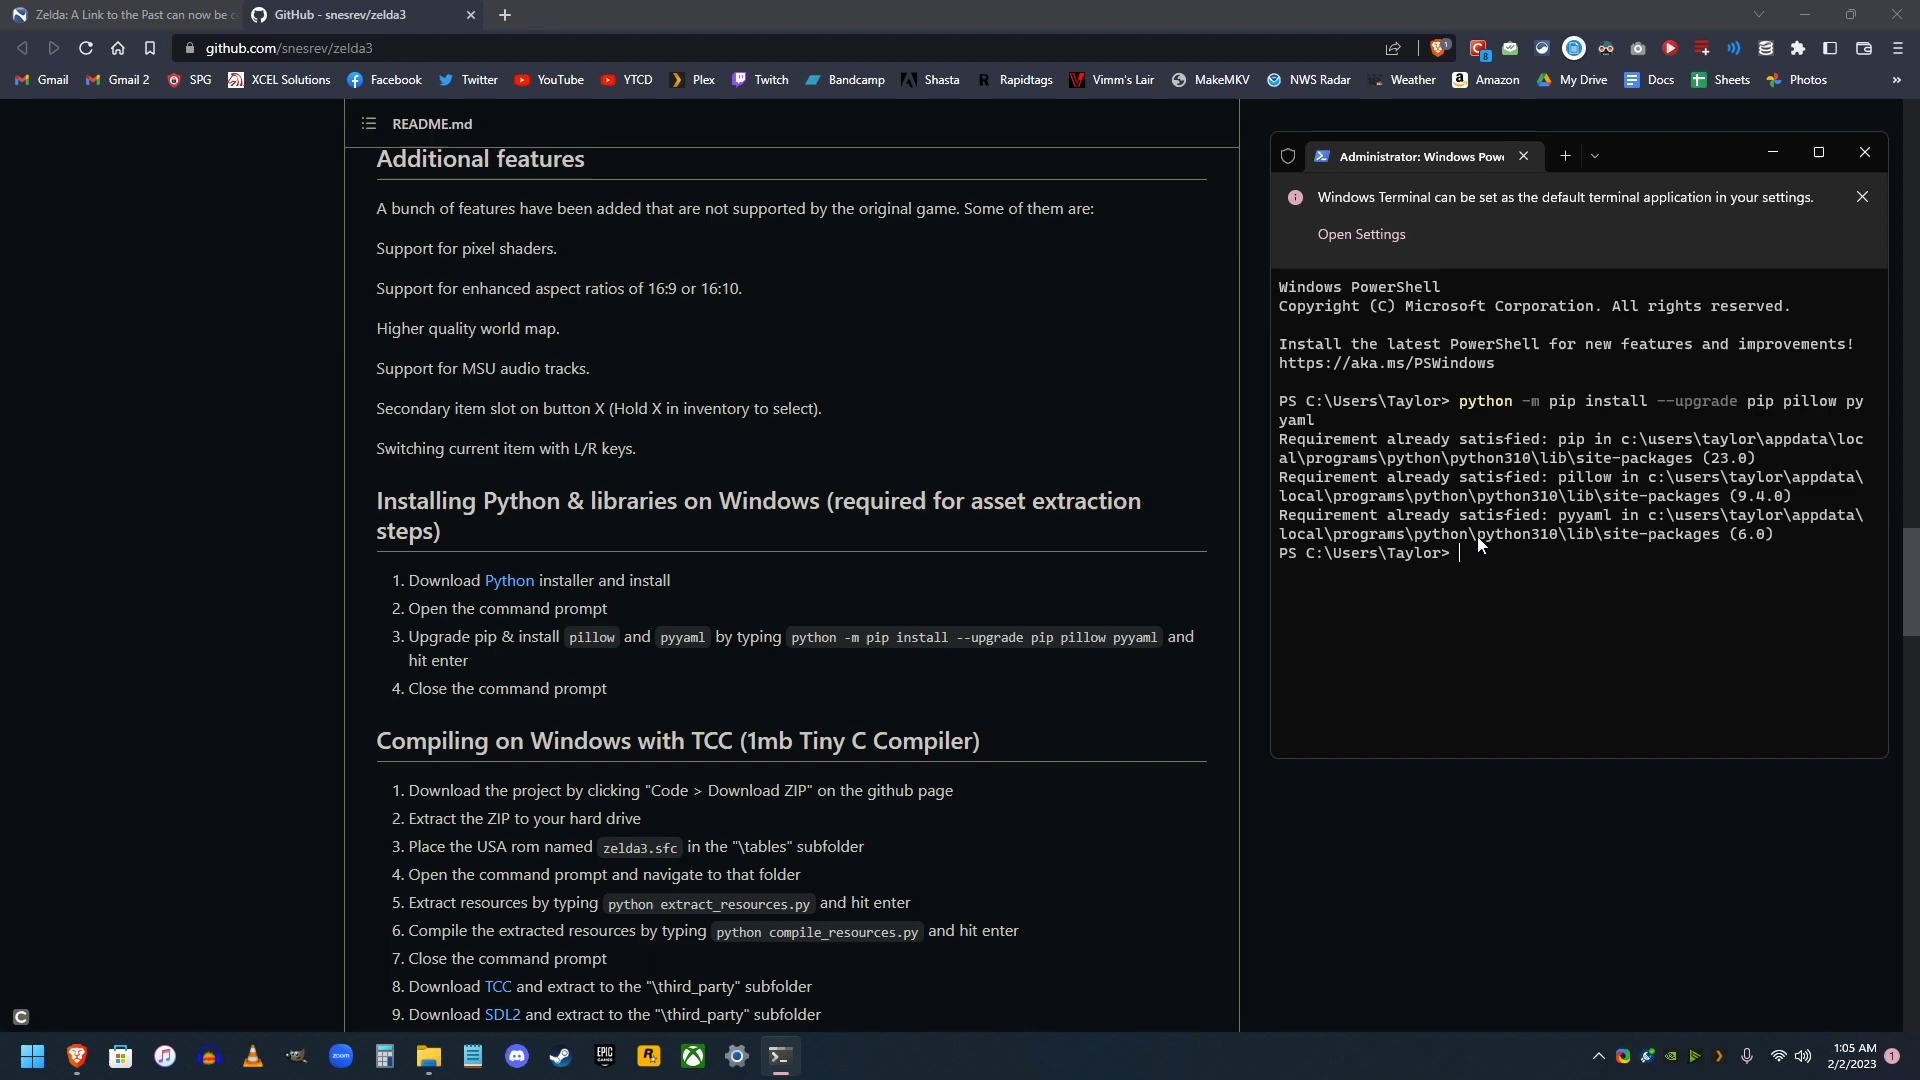 Zelda: A Link to the Past can now be c
GitHub - snesrev/zelda3
github.com/snesrev/zelda3
1
8
Gmail
Gmail 2
SPG
XCEL Solutions
Facebook
Twitter
YouTube
YTCD
Plex
Twitch
Bandcamp
Shasta
Rapidtags
Vimm's Lair
MakeMKV
NWS Radar
Weather
Amazon
My Drive
Docs
Sheets
Photos
»
README.md
Additional features
A bunch of features have been added that are not supported by the original game. Some of them are:
Support for pixel shaders.
Support for enhanced aspect ratios of 16:9 or 16:10.
Higher quality world map.
Support for MSU audio tracks.
Secondary item slot on button X (Hold X in inventory to select).
Switching current item with L/R keys.
Installing Python & libraries on Windows (required for asset extraction
steps)
1. Download Python installer and install
2. Open the command prompt
3. Upgrade pip & install pillow and pyyaml by typing python -m pip install --upgrade pip pillow pyyaml and
hit enter
4. Close the command prompt
Compiling on Windows with TCC (1mb Tiny C Compiler)
1. Download the project by clicking "Code > Download ZIP" on the github page
2. Extract the ZIP to your hard drive
3. Place the USA rom named zelda3.sfc in the "\tables" subfolder
4. Open the command prompt and navigate to that folder
5. Extract resources by typing python extract_resources.py and hit enter
6. Compile the extracted resources by typing python compile_resources.py and hit enter
7. Close the command prompt
8. Download TCC and extract to the "\third_party" subfolder
9. Download SDL2 and extract to the "\third_party" subfolder
Administrator: Windows Powe
Windows Terminal can be set as the default terminal application in your settings.
Open Settings
Windows PowerShell
Copyright (C) Microsoft Corporation. All rights reserved.
Install the latest PowerShell for new features and improvements!
https://aka.ms/PSWindows
PS C:\Users\Taylor> python -m pip install --upgrade pip pillow py
yaml
Requirement already satisfied: pip in c:\users\taylor\appdata\loc
al\programs\python\python310\lib\site-packages (23.0)
Requirement already satisfied: pillow in c:\users\taylor\appdata\
local\programs\python\python310\lib\site-packages (9.4.0)
Requirement already satisfied: pyyaml in c:\users\taylor\appdata\
local\programs\python\python310\lib\site-packages (6.0)
PS C:\Users\Taylor>
C
zoom
EPIC
GAMES
R
1:05 AM
2/2/2023
1